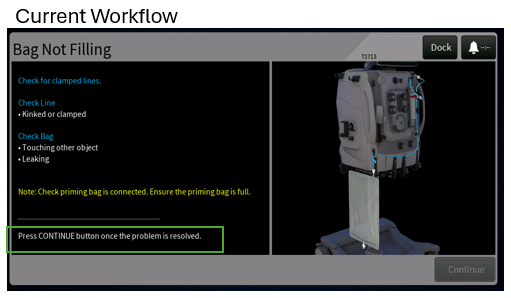 Current Workflow
Bag Not Filling
Dock
--:--
T1713
Check for clamped lines.
Check Line
• Kinked or clamped
Check Bag
• Touching other object
• Leaking
Note: Check priming bag is connected. Ensure the priming bag is full.
Press CONTINUE button once the problem is resolved.
Continue